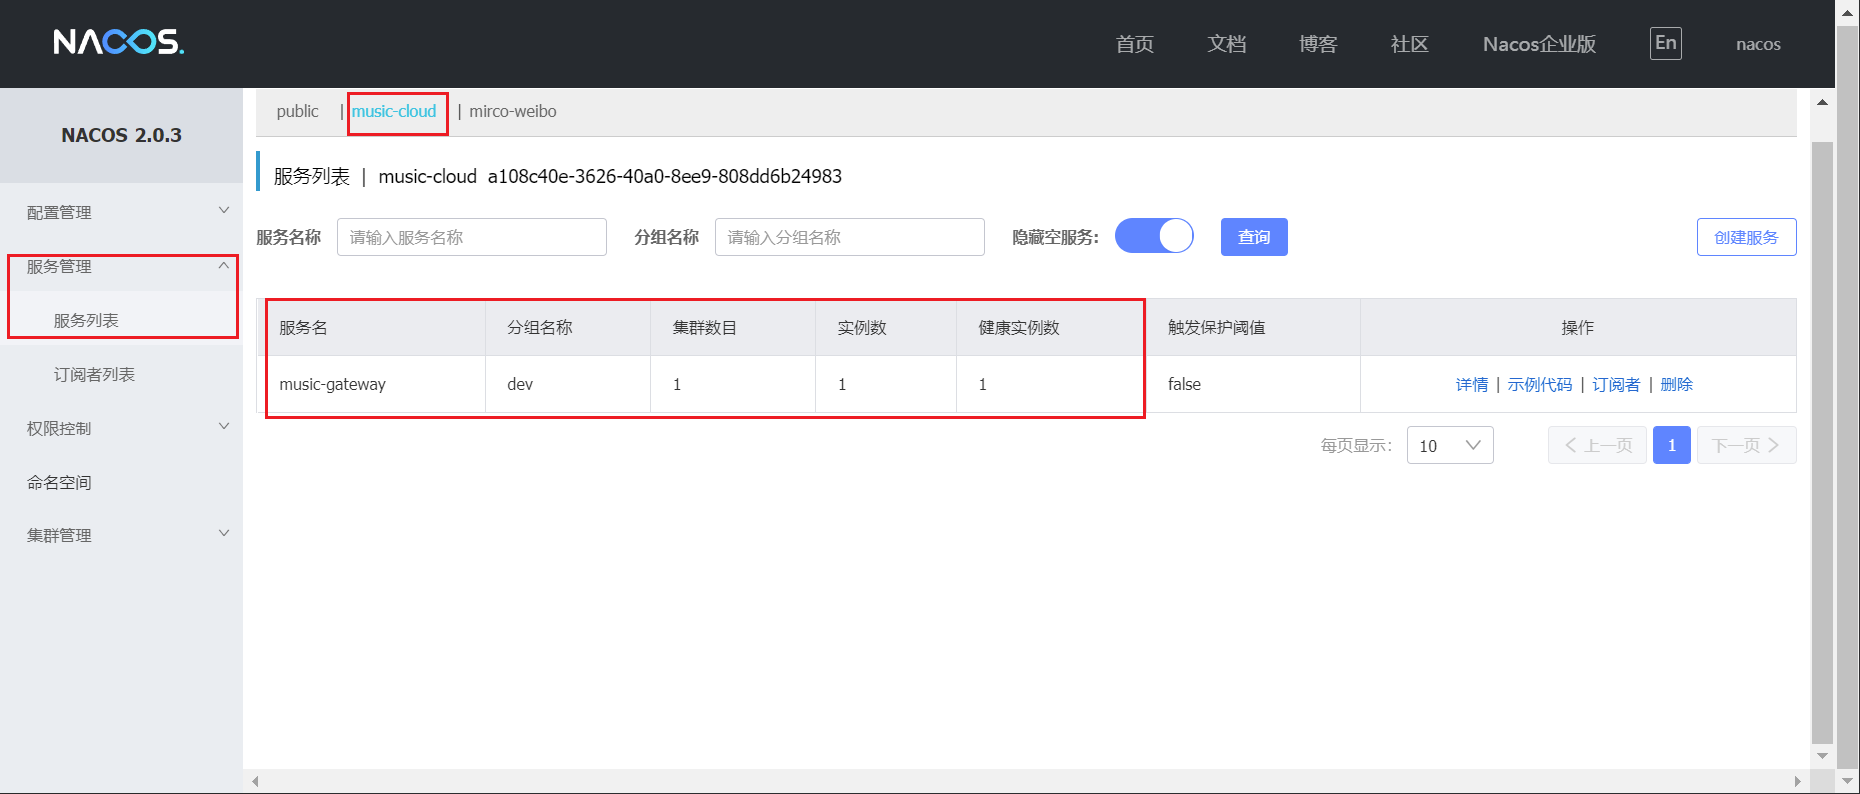 NACOS.
首页 文档 博客 社区 Nacos企业版 En nacos
NACOS 2.0.3
配置管理
服务管理
服务列表
订阅者列表
权限控制
命名空间
集群管理
public | music-cloud | mirco-weibo
服务列表 | music-cloud a108c40e-3626-40a0-8ee9-808dd6b24983
服务名称 请输入服务名称 分组名称 请输入分组名称 隐藏空服务: 查询 创建服务
服务名 分组名称 集群数目 实例数 健康实例数 触发保护阈值 操作
music-gateway dev 1 1 1 false 详情 | 示例代码 | 订阅者 | 删除
每页显示: 10 上一页 1 下一页